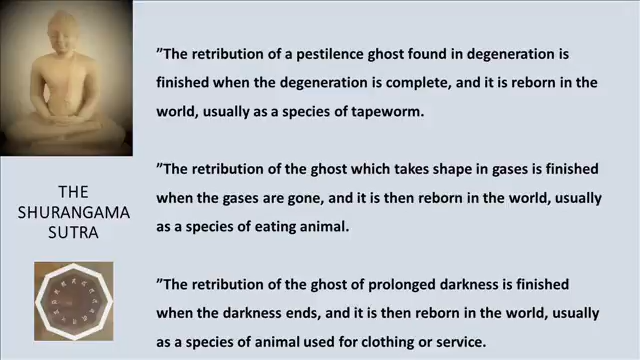 "The retribution of a pestilence ghost found in degeneration is
finished when the degeneration is complete, and it is reborn in the
world, usually as a species of tapeworm.
"The retribution of the ghost which takes shape in gases is finished
when the gases are gone, and it is then reborn in the world, usually
as a species of eating animal.
"The retribution of the ghost of prolonged darkness is finished
when the darkness ends, and it is then reborn in the world, usually
as a species of animal used for clothing or service.
THE
SHURANGAMA
SUTRA